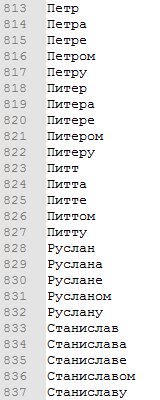 813 Петр
814 Петра
815 Петре
816 Петром
817 Петру
818 Питер
819 Питера
820 Питере
821 Питером
822 Питеру
823 Питт
824 Питта
825 Питте
826 Питтом
827 Питту
828 Руслан
829 Руслана
830 Руслане
831 Русланом
832 Руслану
833 Станислав
834 Станислава
835 Станиславе
836 Станиславом
837 Станиславу